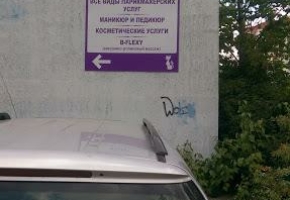 ВСЕ ВИДЫ ПАРИКМАХЕРСКИХ
УСЛУГ
МАНИКЮР И ПЕДИКЮР
КОСМЕТИЧЕСКИЕ УСЛУГИ
B-FLEXY